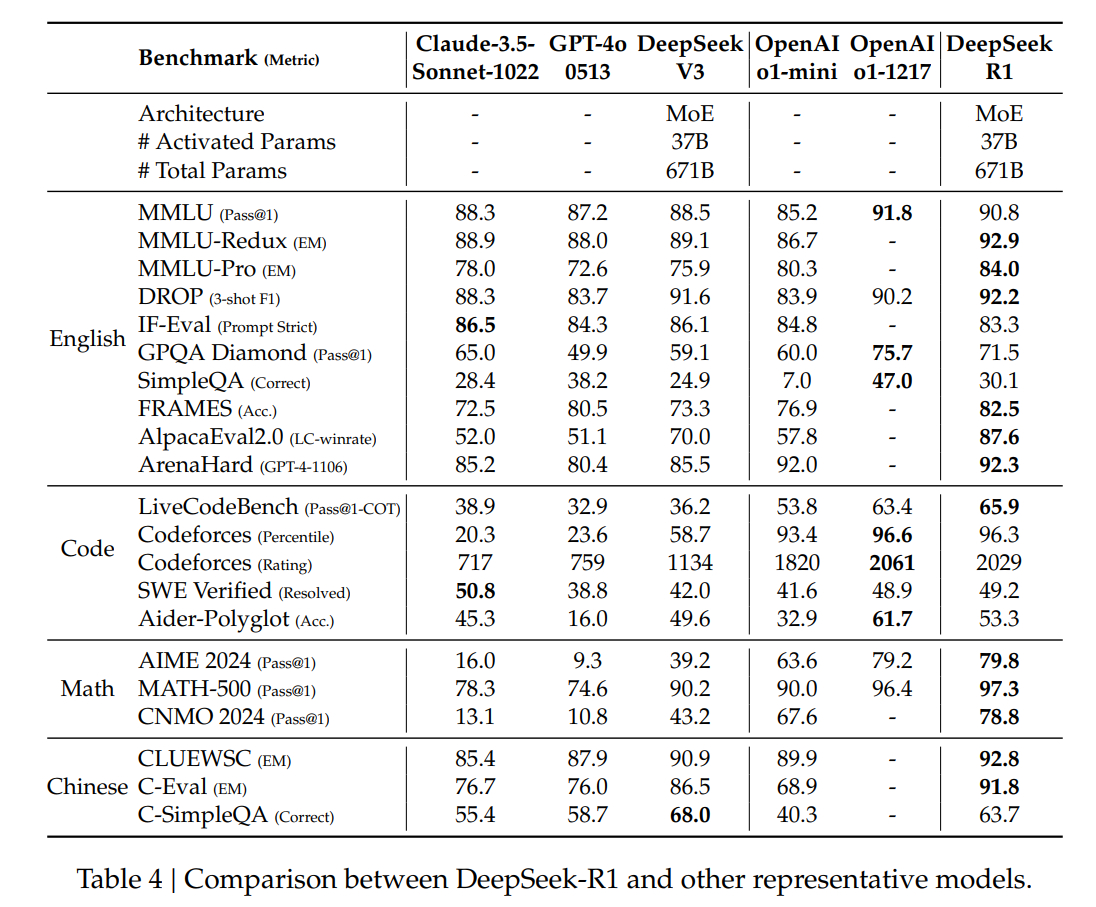 Benchmark (Metric) Claude-3.5-Sonnet-1022 GPT-4o 0513 DeepSeek V3 OpenAI o1-mini OpenAI o1-1217 DeepSeek R1
Architecture - - MoE - - MoE
# Activated Params - - 37B - - 37B
# Total Params - - 671B - - 671B
English
MMLU (Pass@1) 88.3 87.2 88.5 85.2 91.8 90.8
MMLU-Redux (EM) 88.9 88.0 89.1 86.7 - 92.9
MMLU-Pro (EM) 78.0 72.6 75.9 80.3 - 84.0
DROP (3-shot F1) 88.3 83.7 91.6 83.9 90.2 92.2
IF-Eval (Prompt Strict) 86.5 84.3 86.1 84.8 - 83.3
GPQA Diamond (Pass@1) 65.0 49.9 59.1 60.0 75.7 71.5
SimpleQA (Correct) 28.4 38.2 24.9 7.0 47.0 30.1
FRAMES (Acc.) 72.5 80.5 73.3 76.9 - 82.5
AlpacaEval2.0 (LC-winrate) 52.0 51.1 70.0 57.8 - 87.6
ArenaHard (GPT-4-1106) 85.2 80.4 85.5 92.0 - 92.3
Code
LiveCodeBench (Pass@1-COT) 38.9 32.9 36.2 53.8 63.4 65.9
Codeforces (Percentile) 20.3 23.6 58.7 93.4 96.6 96.3
Codeforces (Rating) 717 759 1134 1820 2061 2029
SWE Verified (Resolved) 50.8 38.8 42.0 41.6 48.9 49.2
Aider-Polyglot (Acc.) 45.3 16.0 49.6 32.9 61.7 53.3
Math
AIME 2024 (Pass@1) 16.0 9.3 39.2 63.6 79.2 79.8
MATH-500 (Pass@1) 78.3 74.6 90.2 90.0 96.4 97.3
CNMO 2024 (Pass@1) 13.1 10.8 43.2 67.6 - 78.8
Chinese
CLUEWSC (EM) 85.4 87.9 90.9 89.9 - 92.8
C-Eval (EM) 76.7 76.0 86.5 68.9 - 91.8
C-SimpleQA (Correct) 55.4 58.7 68.0 40.3 - 63.7
Table 4 | Comparison between DeepSeek-R1 and other representative models.